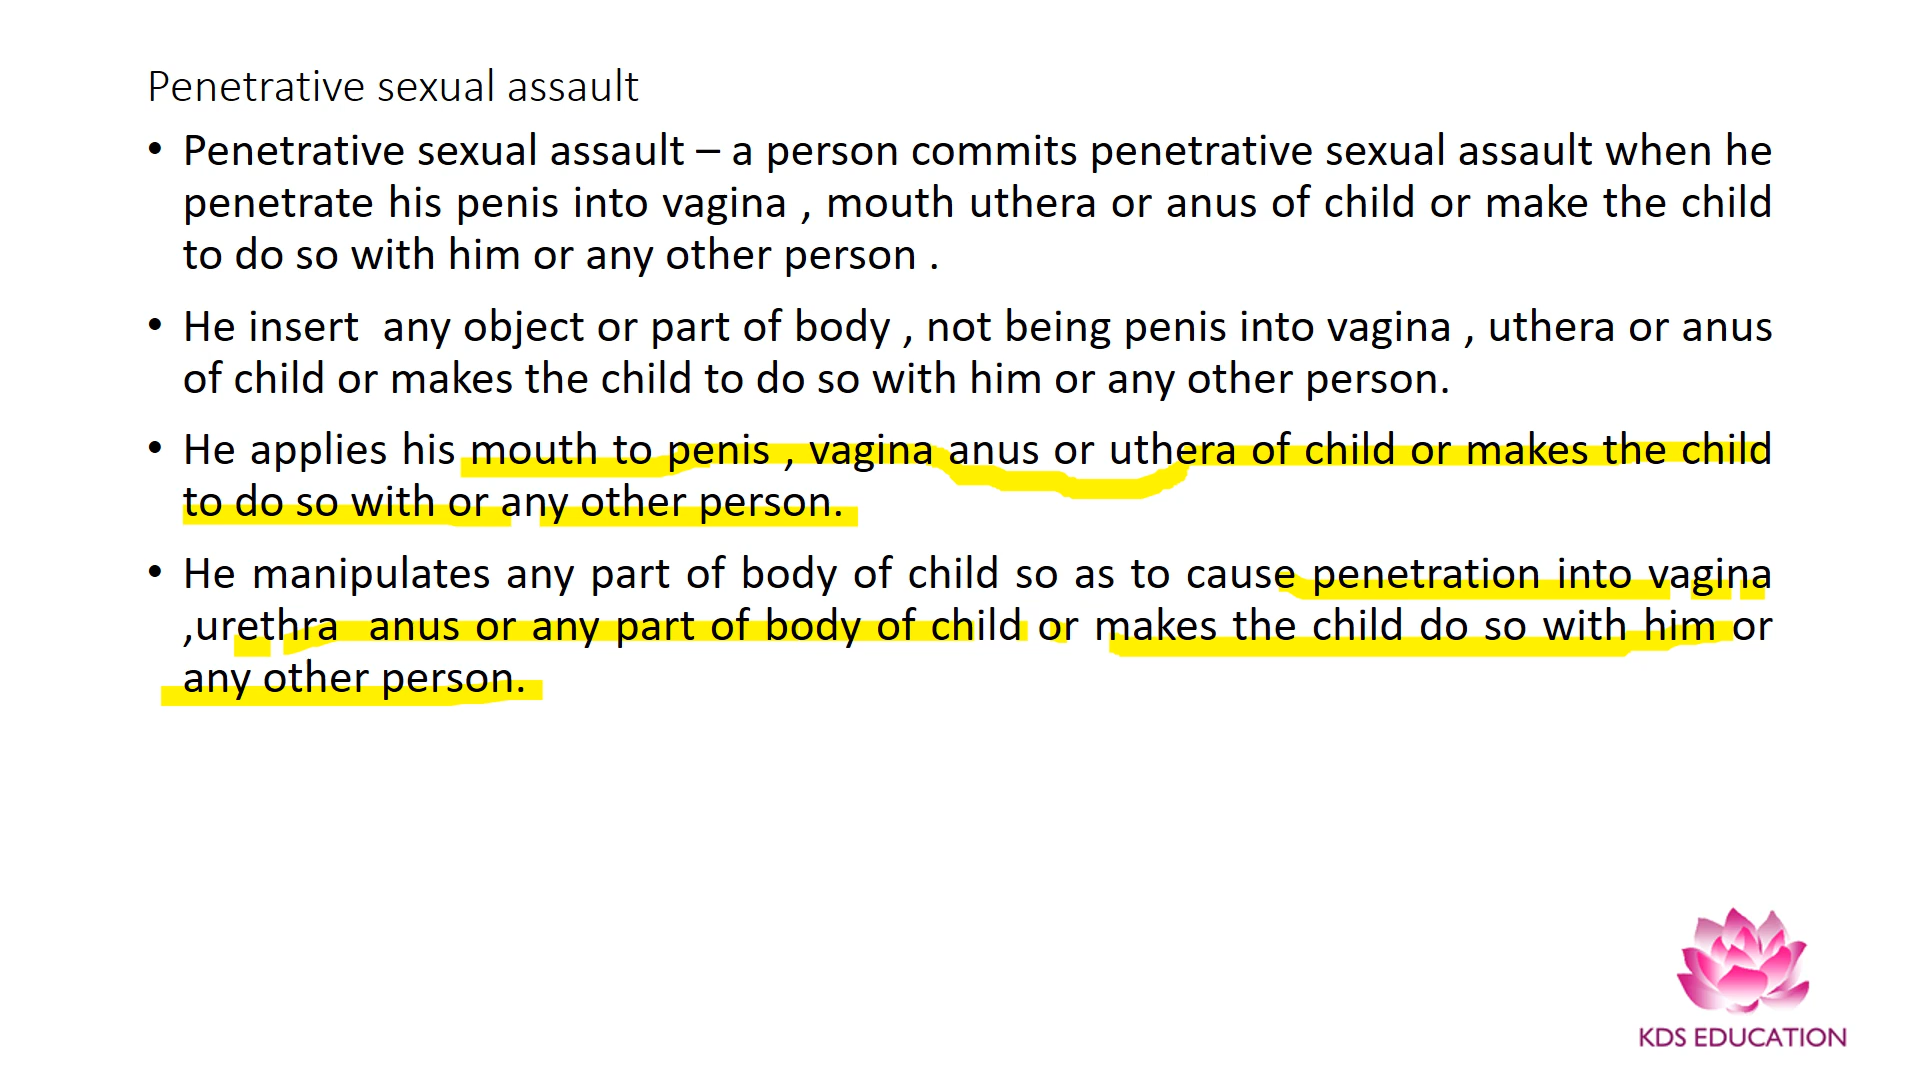 Penetrative sexual assault
• Penetrative sexual assault – a person commits penetrative sexual assault when he
penetrate his penis into vagina , mouth uthera or anus of child or make the child
to do so with him or any other person .
• He insert any object or part of body , not being penis into vagina , uthera or anus
of child or makes the child to do so with him or any other person.
• He applies his mouth to penis , vagina anus or uthera of child or makes the child
to do so with or any other person.
• He manipulates any part of body of child so as to cause penetration into vagina
,urethra anus or any part of body of child or makes the child do so with him or
any other person.
KDS EDUCATION